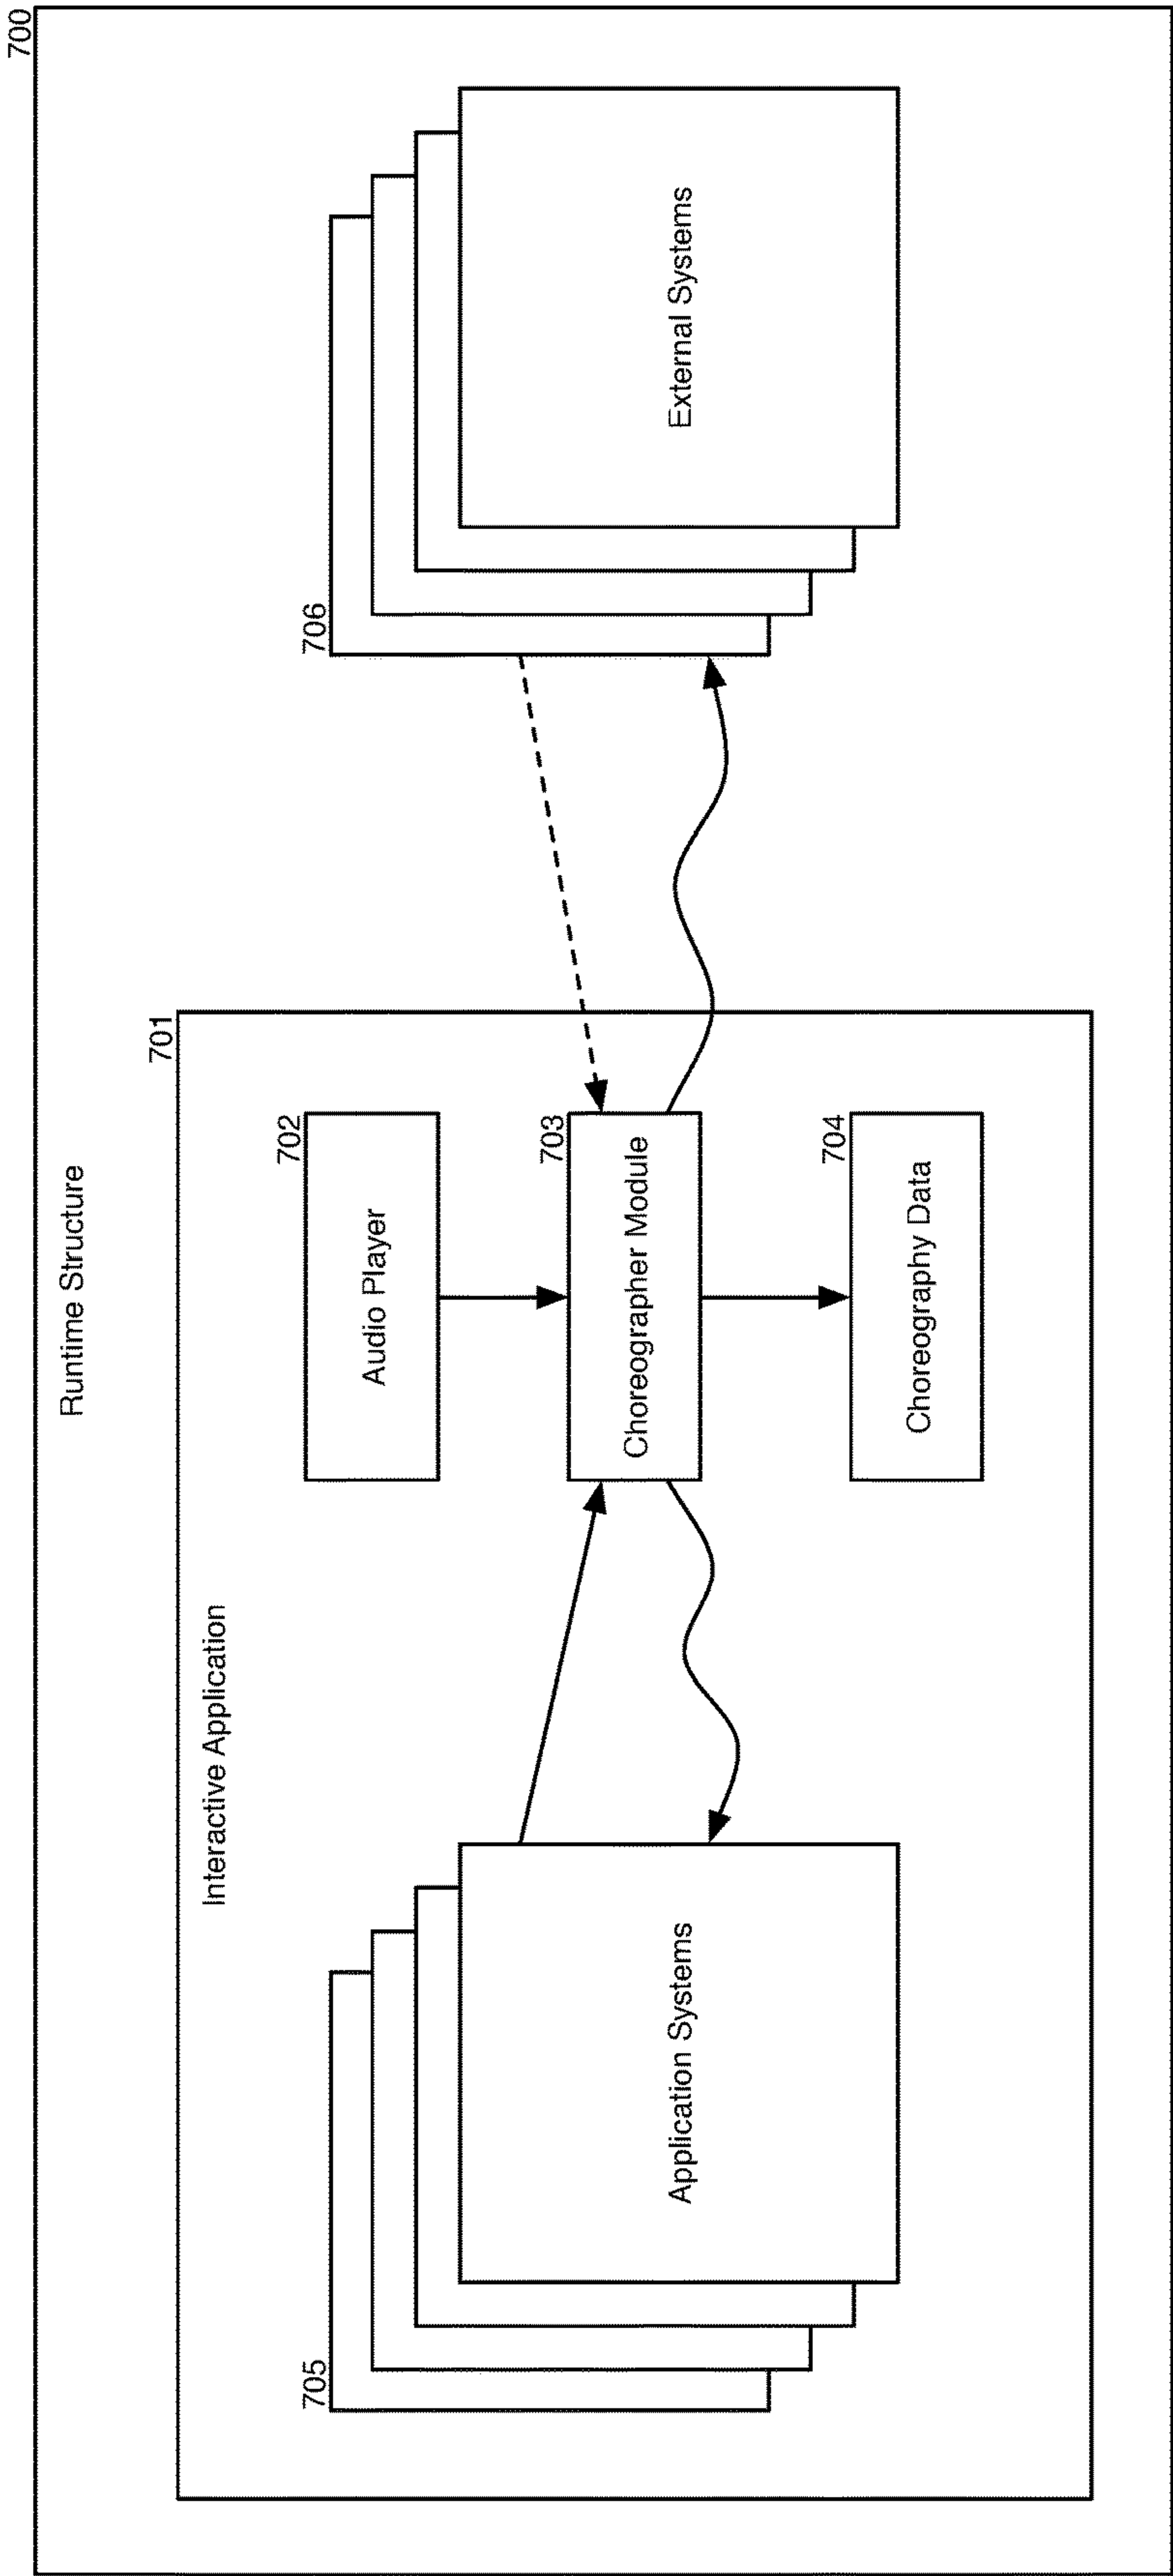 700
Runtime Structure
701
Interactive Application
702
Audio Player
703
Choreographer Module
704
Choreography Data
705
Application Systems
706
External Systems